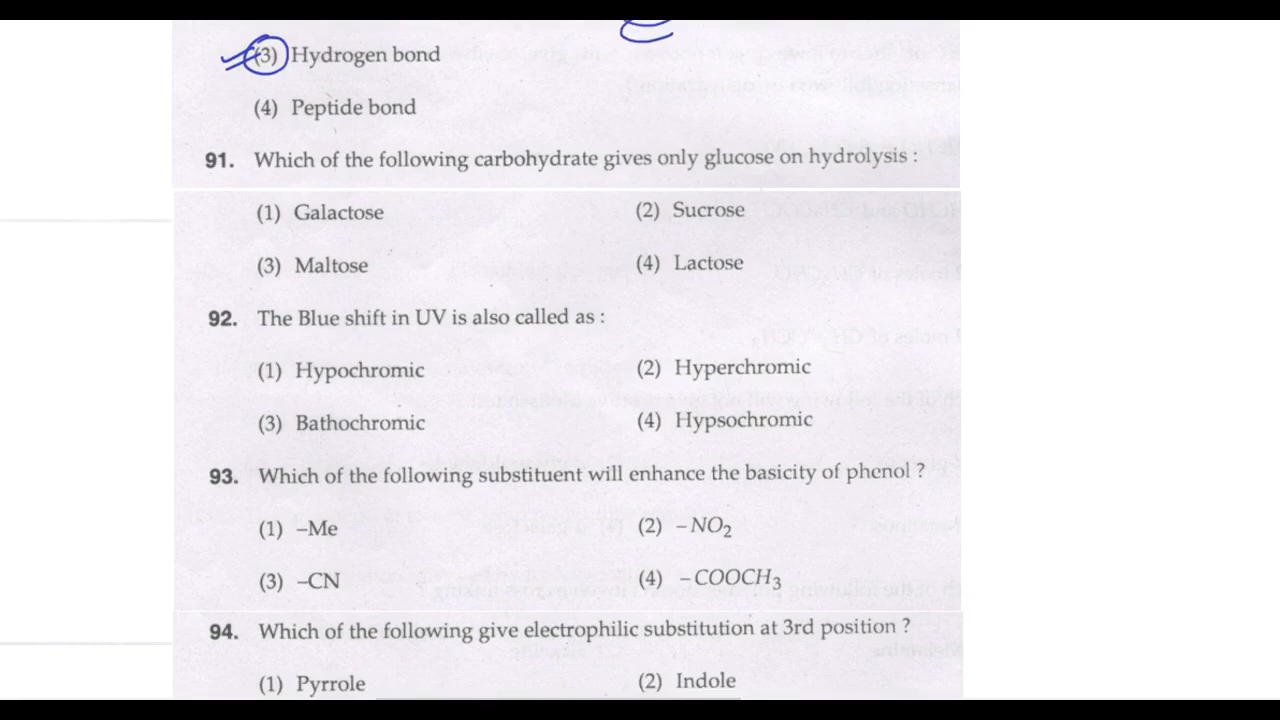 (3) Hydrogen bond
(4) Peptide bond
91. Which of the following carbohydrate gives only glucose on hydrolysis :
(1) Galactose (2) Sucrose
(3) Maltose (4) Lactose
92. The Blue shift in UV is also called as :
(1) Hypochromic (2) Hyperchromic
(3) Bathochromic (4) Hypsochromic
93. Which of the following substituent will enhance the basicity of phenol ?
(1) –Me (2) –NO₂
(3) –CN (4) –COOCH₃
94. Which of the following give electrophilic substitution at 3rd position ?
(1) Pyrrole (2) Indole